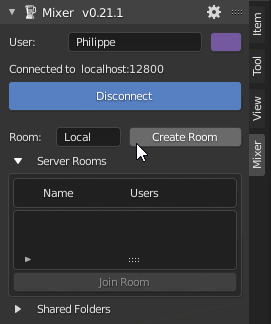 Mixer v0.21.1
User: Philippe
Connected to localhost:12800
Disconnect
Room: Local Create Room
Server Rooms
Name Users
Join Room
Shared Folders
Item
Tool
View
Mixer